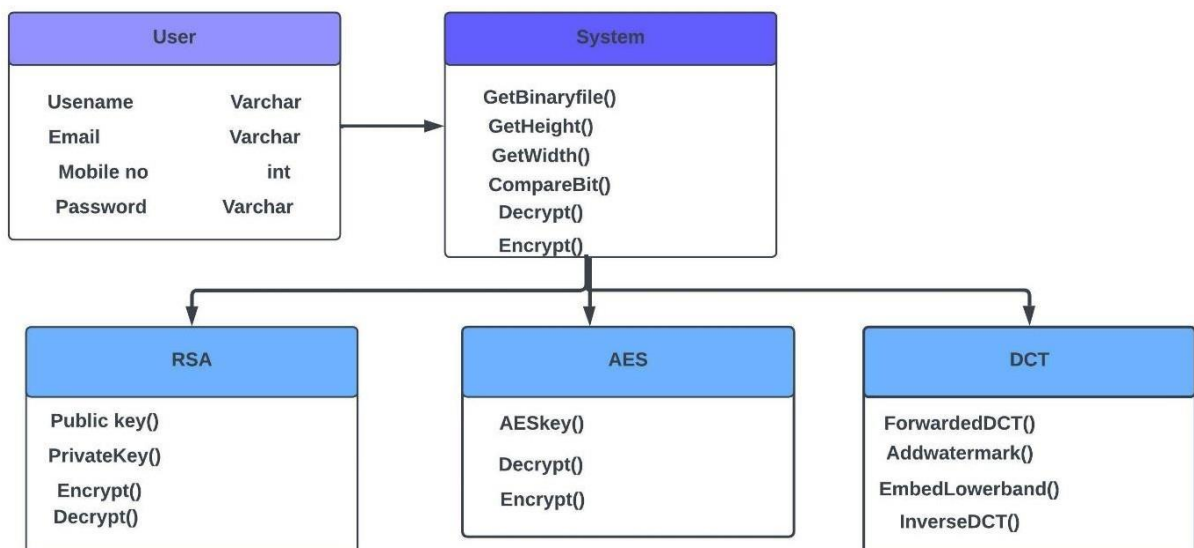 User
Usename Varchar
Email Varchar
Mobile no int
Password Varchar
System
GetBinaryfile()
GetHeight()
GetWidth()
CompareBit()
Decrypt()
Encrypt()
RSA
Public key()
PrivateKey()
Encrypt()
Decrypt()
AES
AESkey()
Decrypt()
Encrypt()
DCT
ForwardedDCT()
Addwatermark()
EmbedLowerband()
InverseDCT()